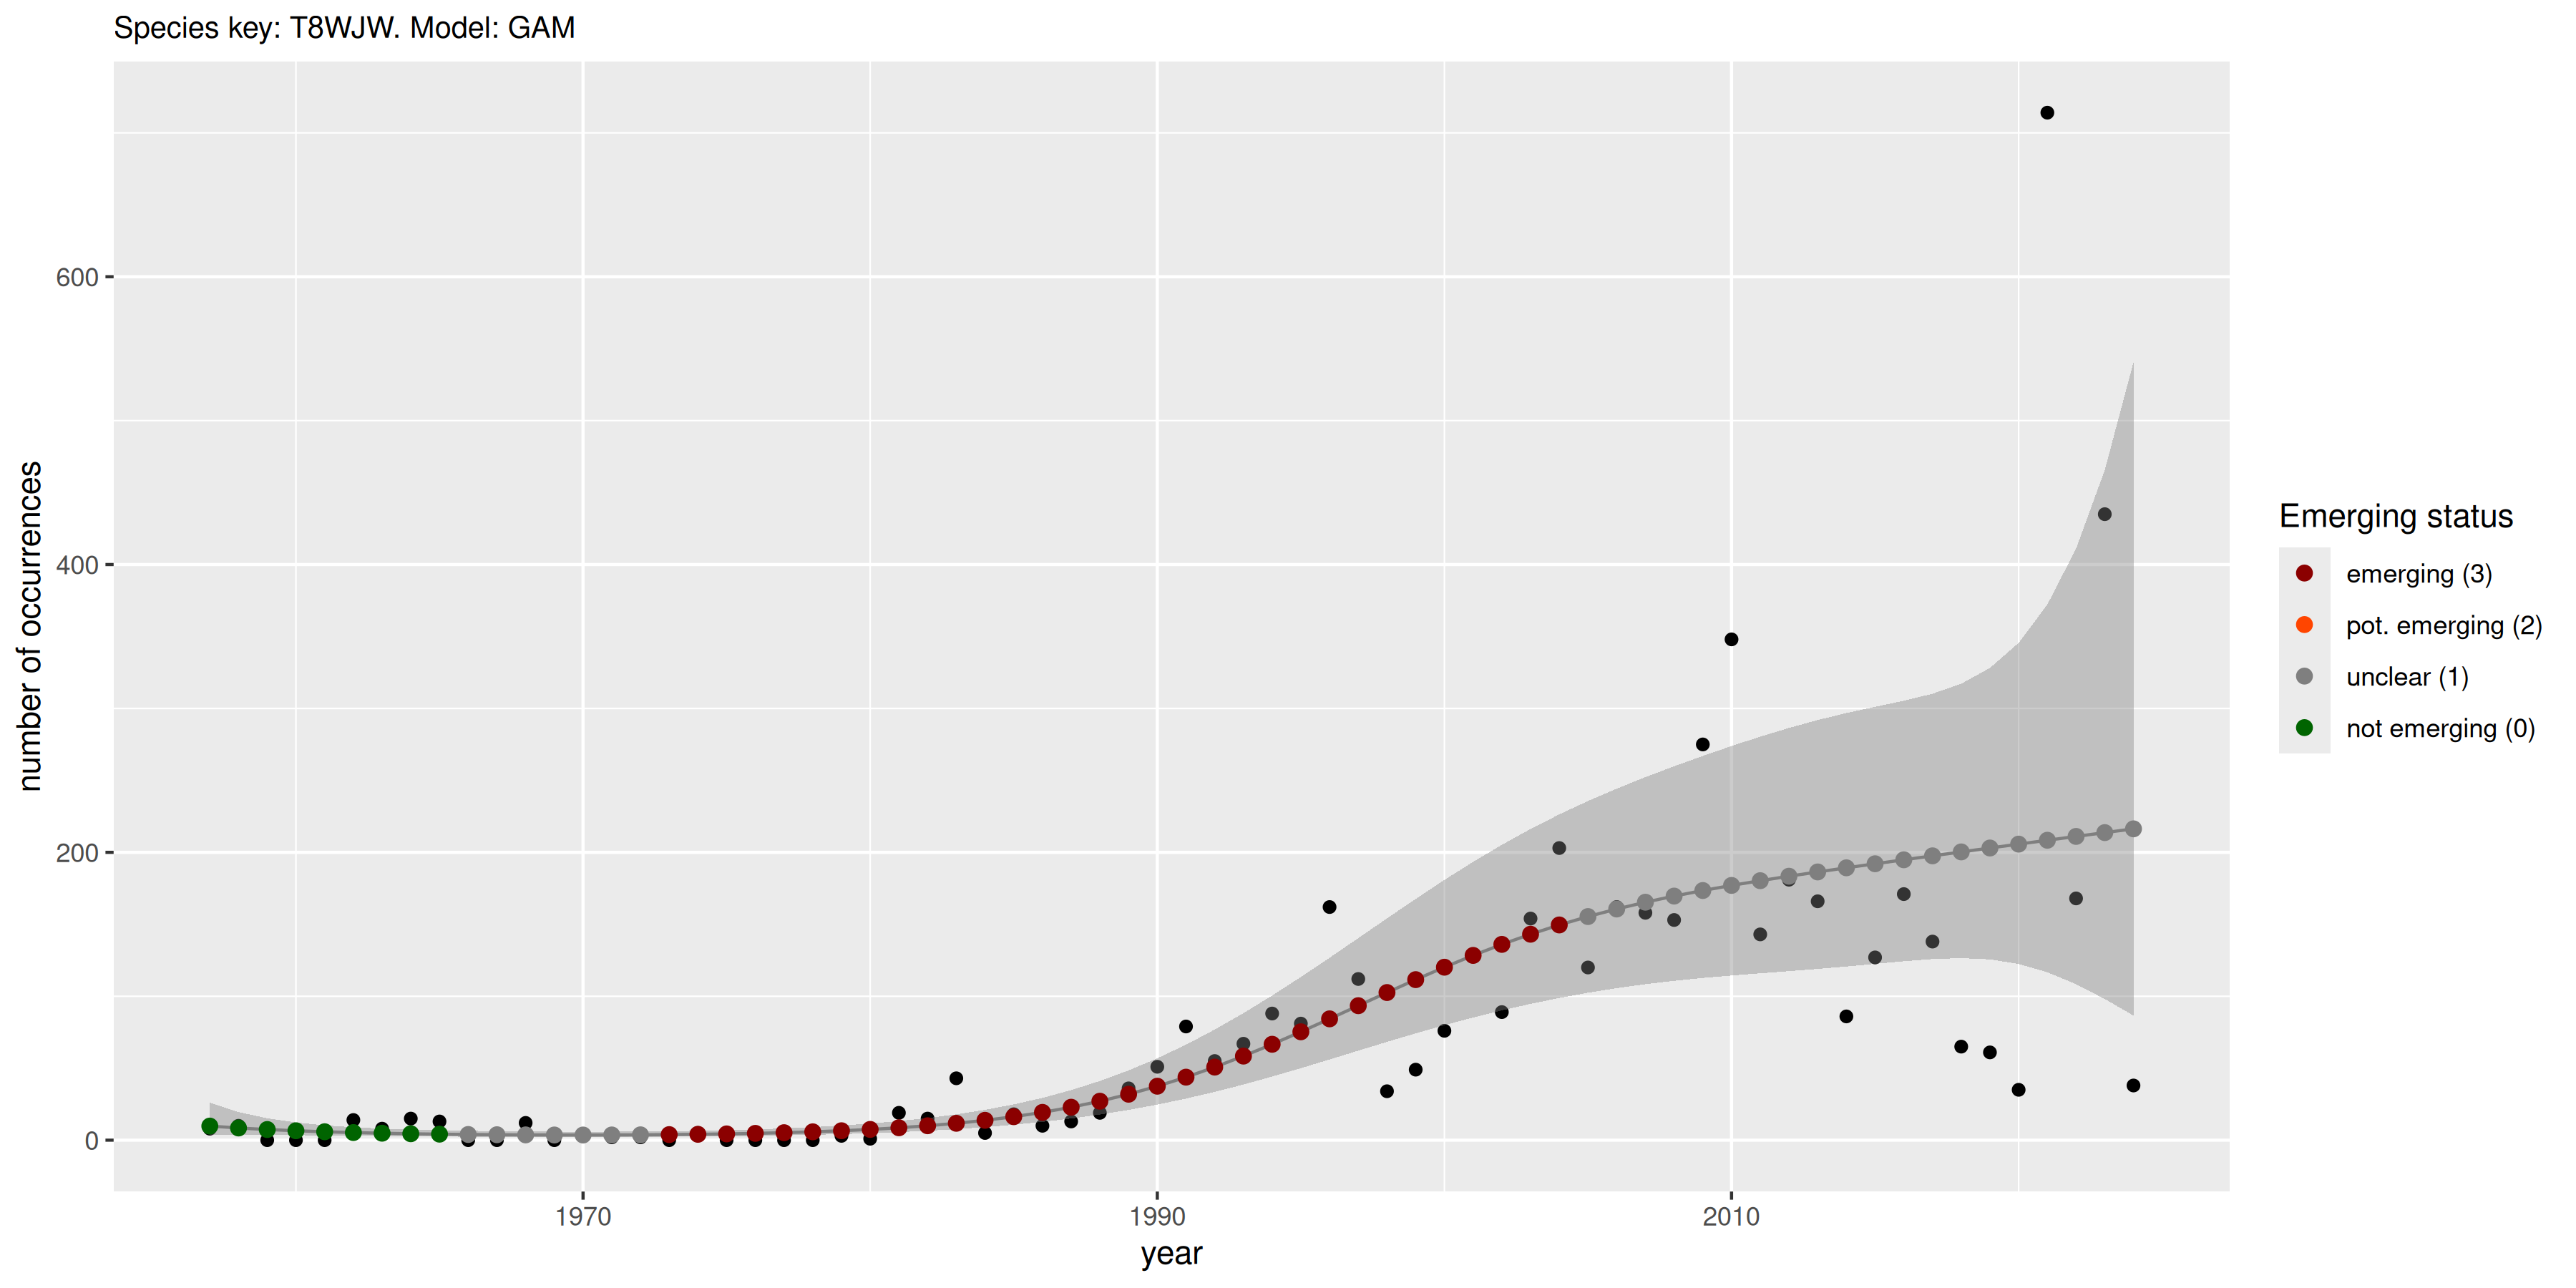 Species key: T8WJW. Model: GAM
number of occurrences
600
400
200
0
1970
1990
2010
year
Emerging status
emerging (3)
pot. emerging (2)
unclear (1)
not emerging (0)